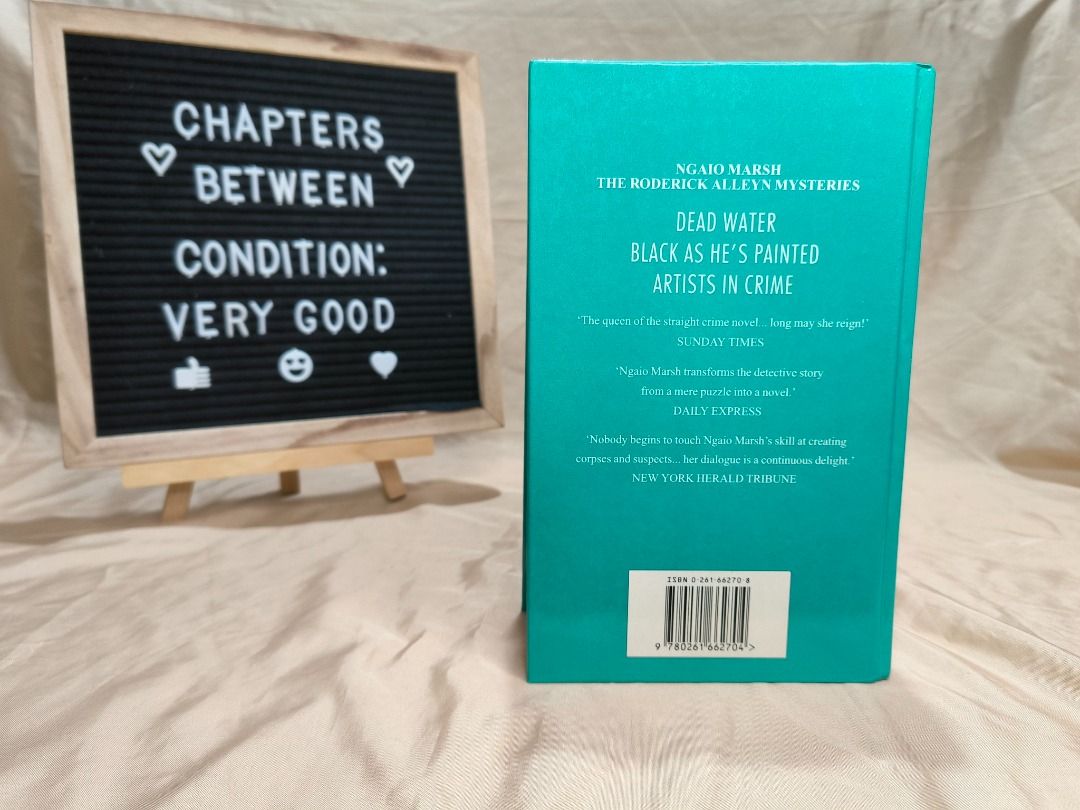 CHAPTERS
BETWEEN
CONDITION:
VERY GOOD
NGAIO MARSH
THE RODERICK ALLEYN MYSTERIES
DEAD WATER
BLACK AS HE'S PAINTED
ARTISTS IN CRIME
'The queen of the straight crime novel... long may she reign!'
SUNDAY TIMES
'Ngaio Marsh transforms the detective story
from a mere puzzle into a novel.'
DAILY EXPRESS
'Nobody begins to touch Ngaio Marsh's skill at creating
corpses and suspects... her dialogue is a continuous delight.'
NEW YORK HERALD TRIBUNE
ISBN 0-261-66270-8
9 780261 662704 >